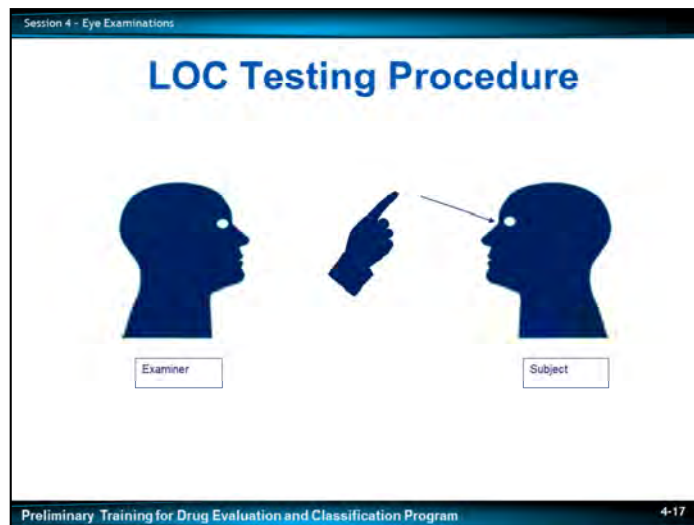 Session 4 - Eye Examinations
LOC Testing Procedure
Examiner
Subject
Preliminary Training for Drug Evaluation and Classification Program
4-17